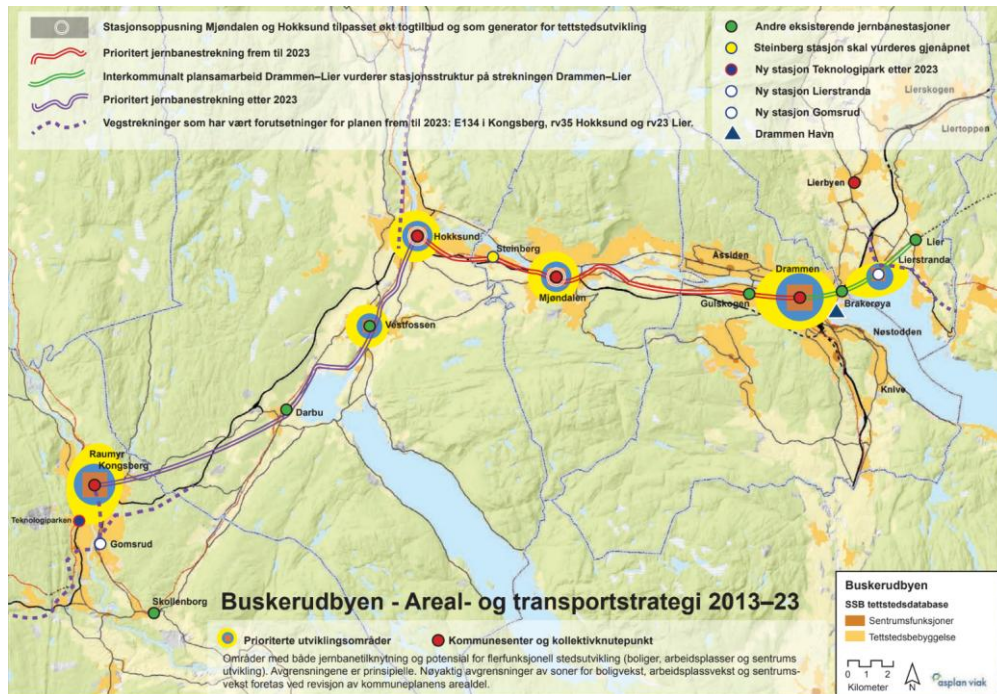 Stasjonsoppusning Mjøndalen og Hokksund tilpasset økt togtilbud og som generator for tettstedsutvikling
Prioritert jernbanestrekning frem til 2023
Interkommunalt plansamarbeid Drammen–Lier vurderer stasjonsstruktur på strekningen Drammen–Lier
Prioritert jernbanestrekning etter 2023
Vegstrekninger som har vært forutsetninger for planen frem til 2023: E134 i Kongsberg, rv35 Hokksund og rv23 Lier.
Andre eksisterende jernbanestasjoner
Steinberg stasjon skal vurderes gjenåpnet
Ny stasjon Teknologipark etter 2023
Ny stasjon Lierstranda
Ny stasjon Gomsrud
Drammen Havn
Lierskogen
Liertoppen
Lierbyen
Hokksund
Steinberg
Lier
Assiden
Lierstranda
Drammen
Mjøndalen
Gulskogen
Brakerøya
Vestfossen
Nøstodden
Knive
Darbu
Raumyr
Kongsberg
Teknologiparken
Gomsrud
Skollenborg
Buskerudbyen - Areal- og transportstrategi 2013–23
Prioriterte utviklingsområder
Kommunesenter og kollektivknutepunkt
Områder med både jernbanetilknytning og potensial for flerfunksjonell stedsutvikling (boliger, arbeidsplasser og sentrums
utvikling). Avgrensningene er prinsipielle. Nøyaktig avgrensninger av soner for boligvekst, arbeidsplassvekst og sentrums-
vekst foretas ved revisjon av kommuneplanens arealdel.
Buskerudbyen
SSB tettstedsdatabase
Sentrumsfunksjoner
Tettstedsbebyggelse
0 1 2
Kilometer
asplan viak